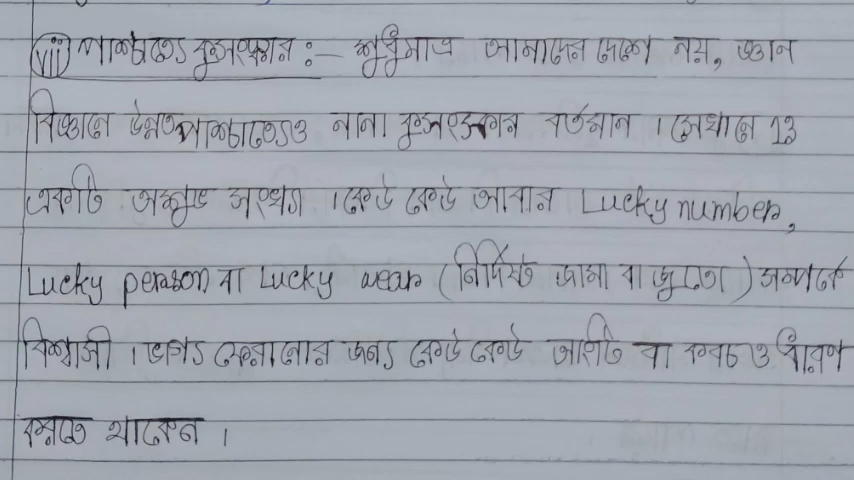 (vii) পাশ্চাত্যে কুসংস্কার :— শুধুমাত্র আমাদের দেশে নয়, জ্ঞান
বিজ্ঞানে উন্নত পাশ্চাত্যেও নানা কুসংস্কার বর্তমান । সেখানে 13
একটি অশুভ সংখ্যা । কেউ কেউ আবার Lucky number,
Lucky person বা Lucky wear (নির্দিষ্ট জামা বা জুতো) সম্পর্কে
বিশ্বাসী । ভাগ্য ফেরানোর জন্য কেউ কেউ আংটি বা কবচ ও ধারণ
করতে থাকেন ।